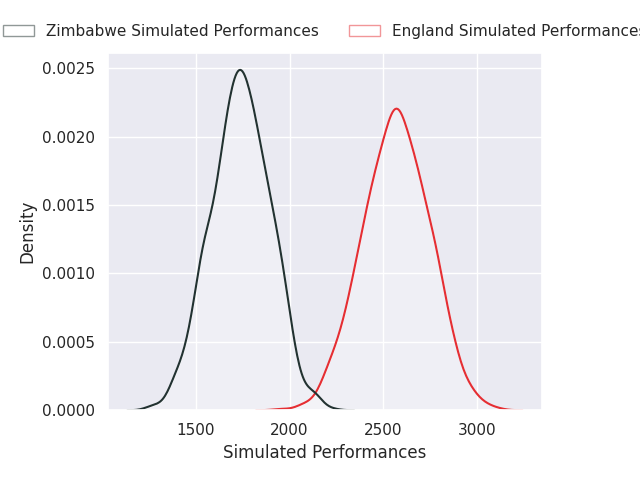 Zimbabwe Simulated Performances England Simulated Performances
0.0025
0.0020
0.0015
0.0010
0.0005
0.0000
Density
1500 2000 2500 3000
Simulated Performances